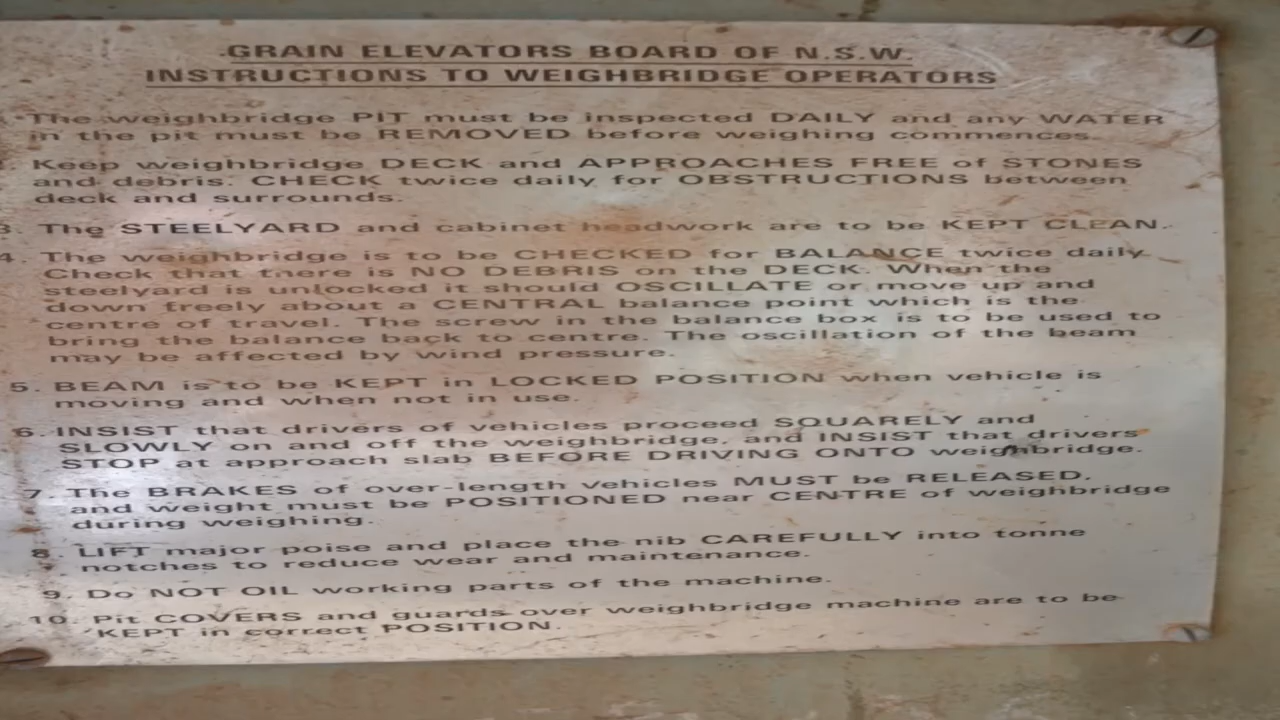 GRAIN ELEVATORS BOARD OF N.S.W.
INSTRUCTIONS TO WEIGHBRIDGE OPERATORS
The weighbridge PIT must be inspected DAILY and any WATER
in the pit must be REMOVED before weighing commences.
Keep weighbridge DECK and APPROACHES FREE of STONES
and debris. CHECK twice daily for OBSTRUCTIONS between
deck and surrounds.
3. The STEELYARD and cabinet headwork are to be KEPT CLEAN.
4. The weighbridge is to be CHECKED for BALANCE twice daily.
Check that there is NO DEBRIS on the DECK. When the
steelyard is unlocked it should OSCILLATE or move up and
down freely about a CENTRAL balance point which is the
centre of travel. The screw in the balance box is to be used to
bring the balance back to centre. The oscillation of the beam
may be affected by wind pressure.
5. BEAM is to be KEPT in LOCKED POSITION when vehicle is
moving and when not in use.
6. INSIST that drivers of vehicles proceed SQUARELY and
SLOWLY on and off the weighbridge, and INSIST that drivers
STOP at approach slab BEFORE DRIVING ONTO weighbridge.
7. The BRAKES of over-length vehicles MUST be RELEASED,
and weight must be POSITIONED near CENTRE of weighbridge
during weighing.
8. LIFT major poise and place the nib CAREFULLY into tonne
notches to reduce wear and maintenance.
9. Do NOT OIL working parts of the machine.
10. Pit COVERS and guards over weighbridge machine are to be
KEPT in correct POSITION.